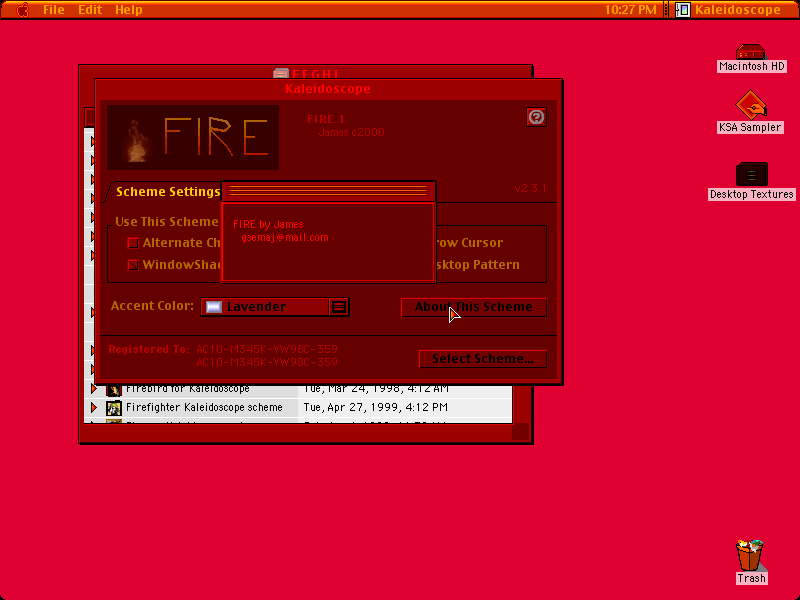 File Edit Help
10:27 PM
Kaleidoscope
Macintosh HD
KSA Sampler
Desktop Textures
Trash
E F G H I
Kaleidoscope
FIRE
FIRE.1
James c2000
v2.3.1
Scheme Settings
Use This Scheme
Alternate Ch
row Cursor
WindowShad
sktop Pattern
FIRE by James
gsemaj@mail.com
Accent Color:
Lavender
About This Scheme
Registered To: AC10-M345K-YW98C-359
AC10-M345K-YW98C-359
Select Scheme...
Firebird for Kaleidoscope Tue, Mar 24, 1998, 4:12 AM
Firefighter Kaleidoscope scheme Tue, Apr 27, 1999, 4:12 PM